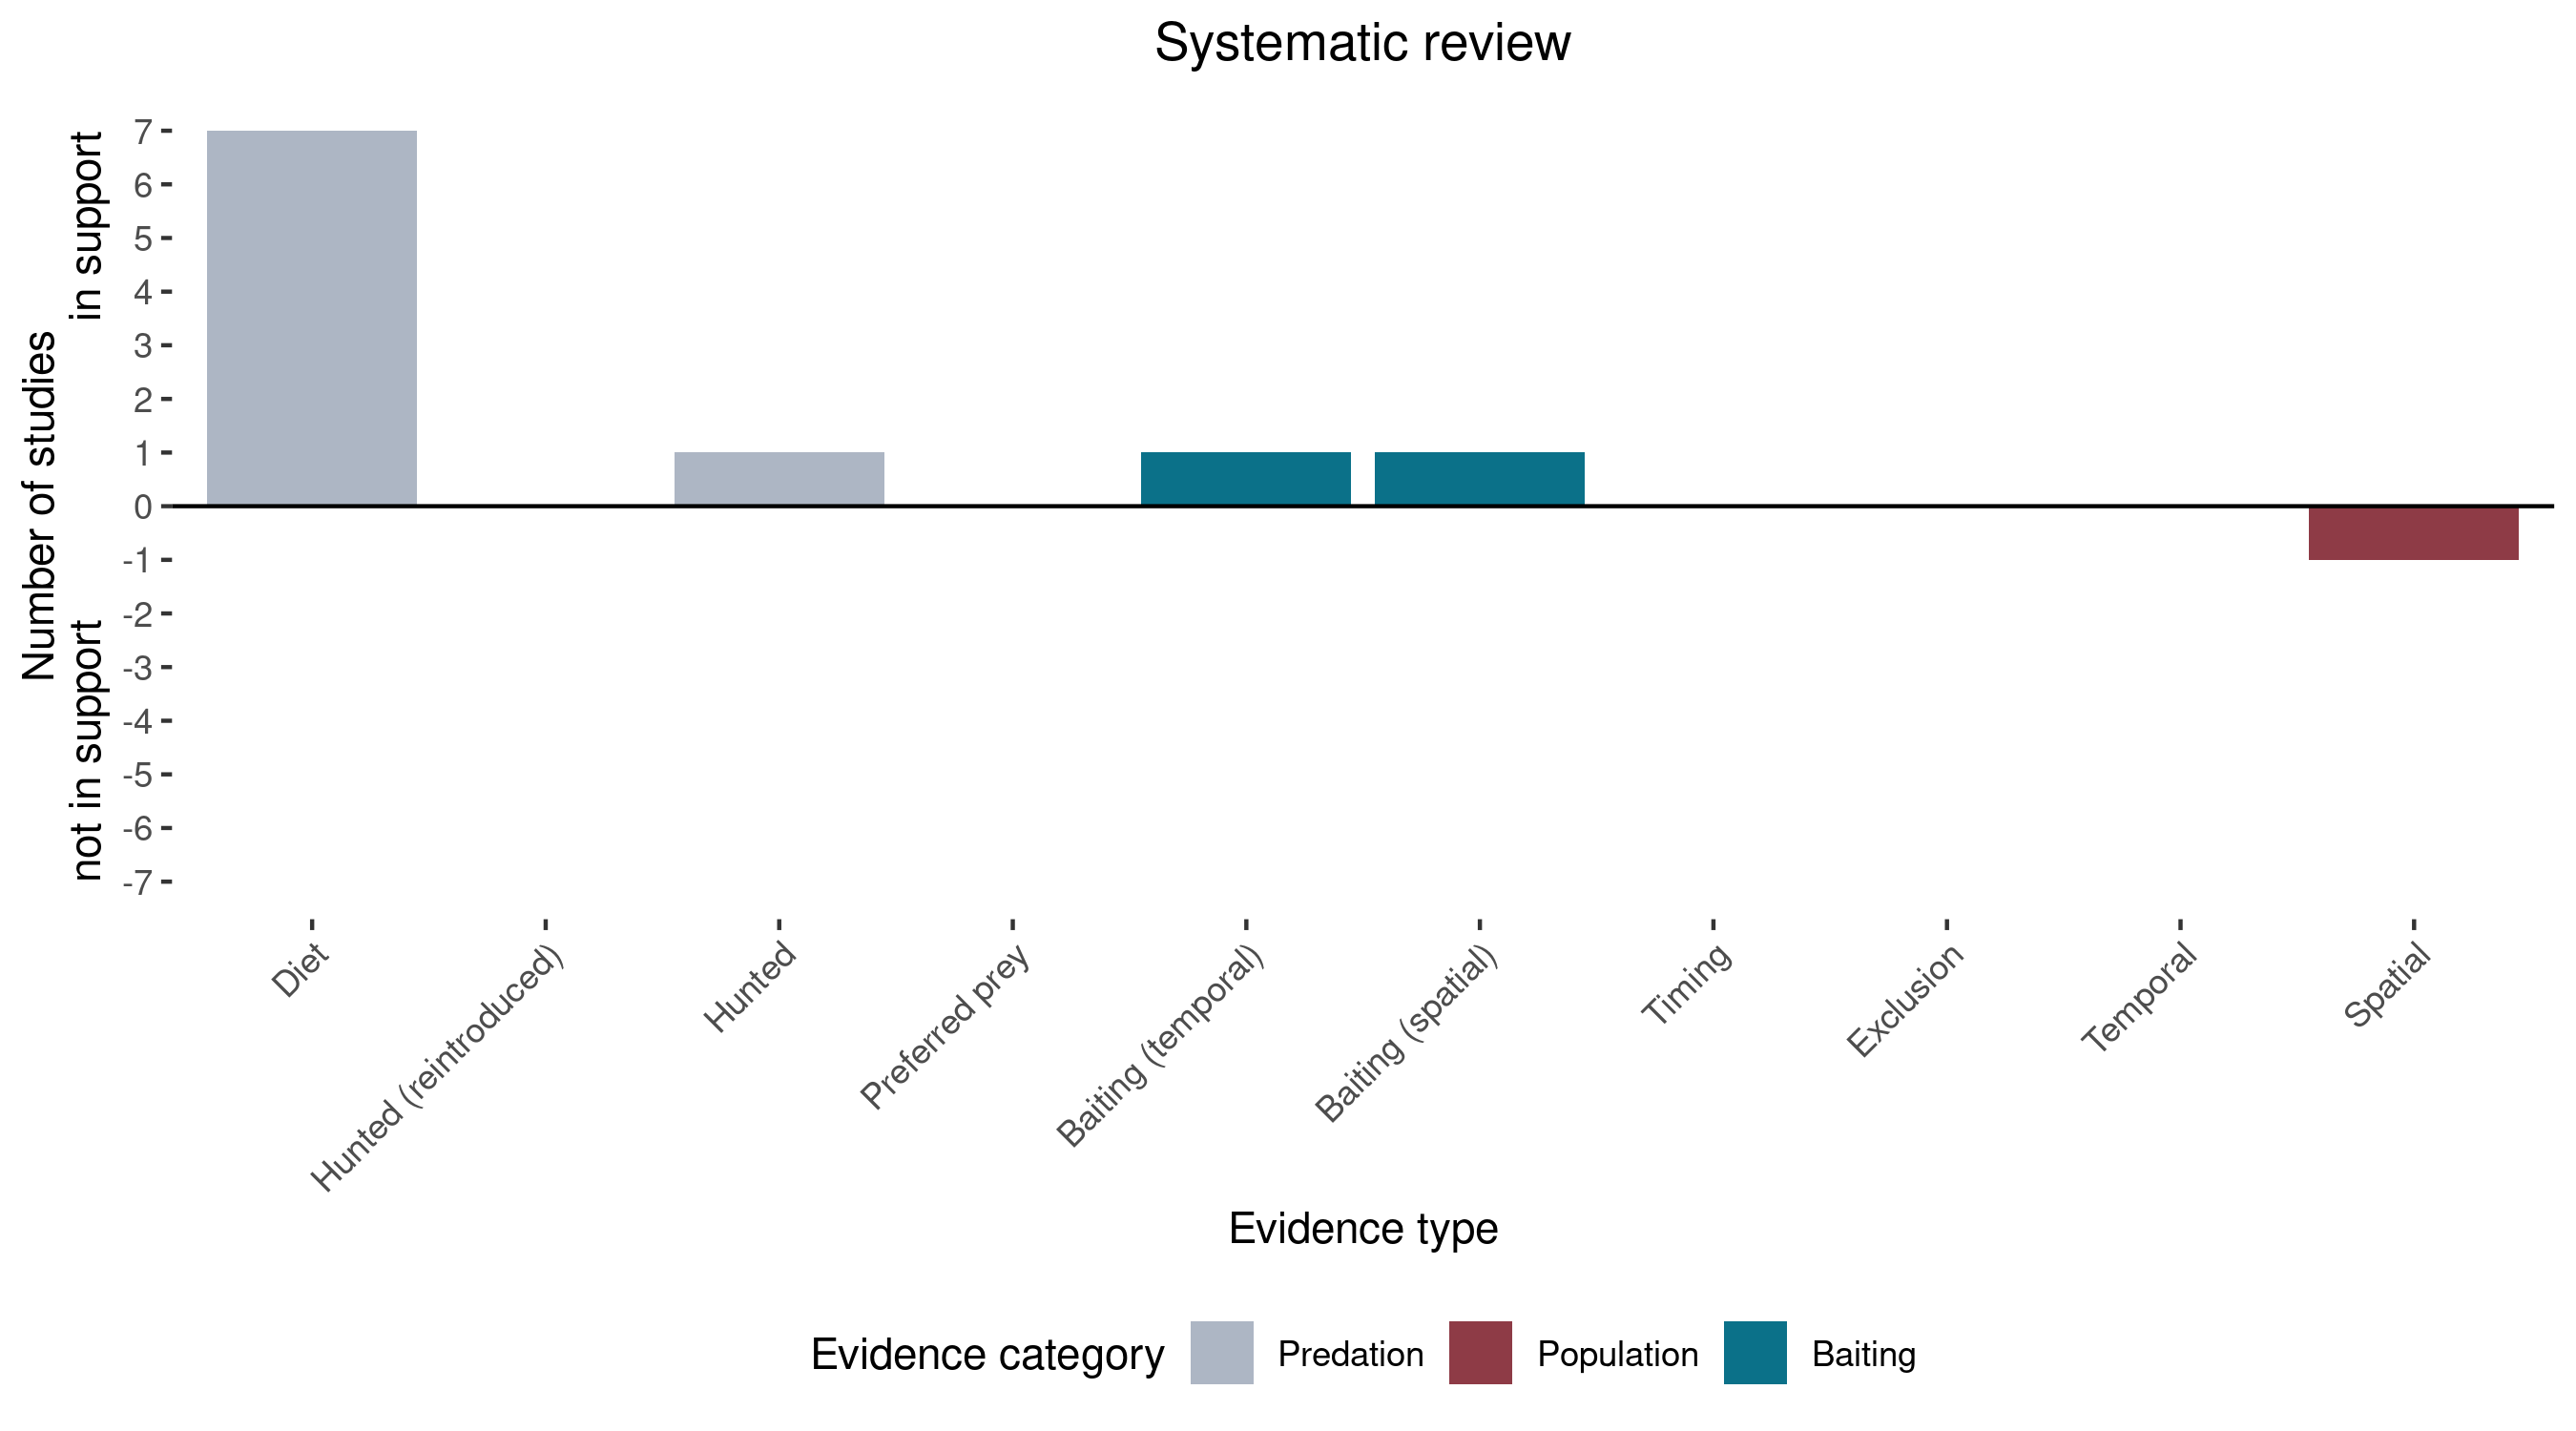 Systematic review
Number of studies
in support
not in support
7
6
5
4
3
2
1
0
-1
-2
-3
-4
-5
-6
-7
Diet
Hunted (reintroduced)
Hunted
Preferred prey
Baiting (temporal)
Baiting (spatial)
Timing
Exclusion
Temporal
Spatial
Evidence type
Evidence category Predation Population Baiting